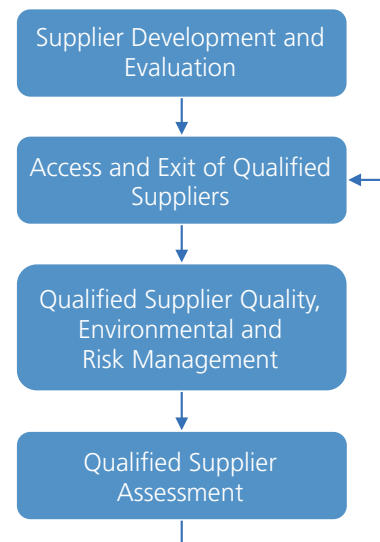 Supplier Development and
Evaluation
Access and Exit of Qualified
Suppliers
Qualified Supplier Quality,
Environmental and
Risk Management
Qualified Supplier
Assessment